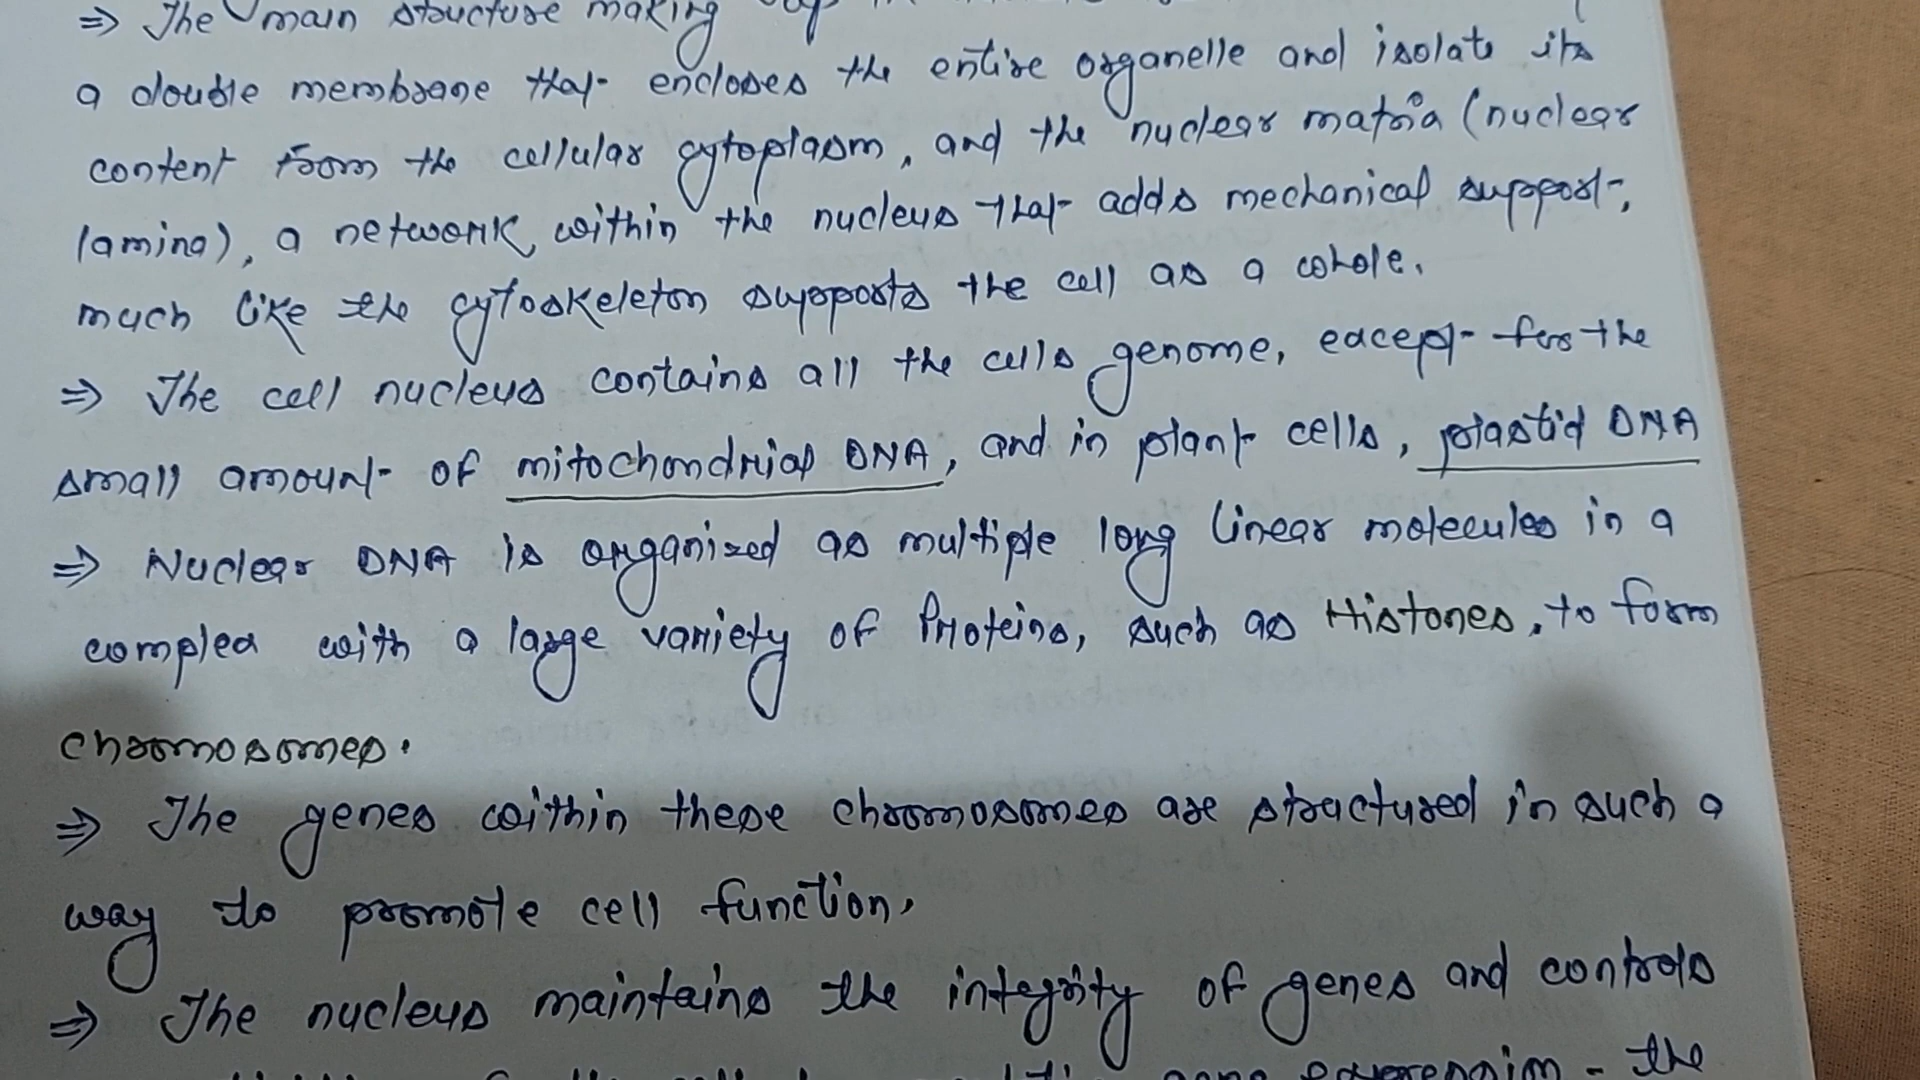 ⇒ The main structure making up
a double membrane that encloses the entire organelle and isolate its
content from the cellular cytoplasm, and the nuclear matrix (nuclear
lamina), a network within the nucleus that adds mechanical support,
much like the cytoskeleton supports the cell as a whole.
⇒ The cell nucleus contains all the cells genome, except for the
small amount of mitochondrial DNA, and in plant cells, plastid DNA
⇒ Nuclear DNA is organized as multiple long linear molecules in a
complex with a large variety of Proteins, such as Histones, to form
chromosomes.
⇒ The genes within these chromosomes are structured in such a
way to promote cell function.
⇒ The nucleus maintains the integrity of genes and controls
gene expression - the